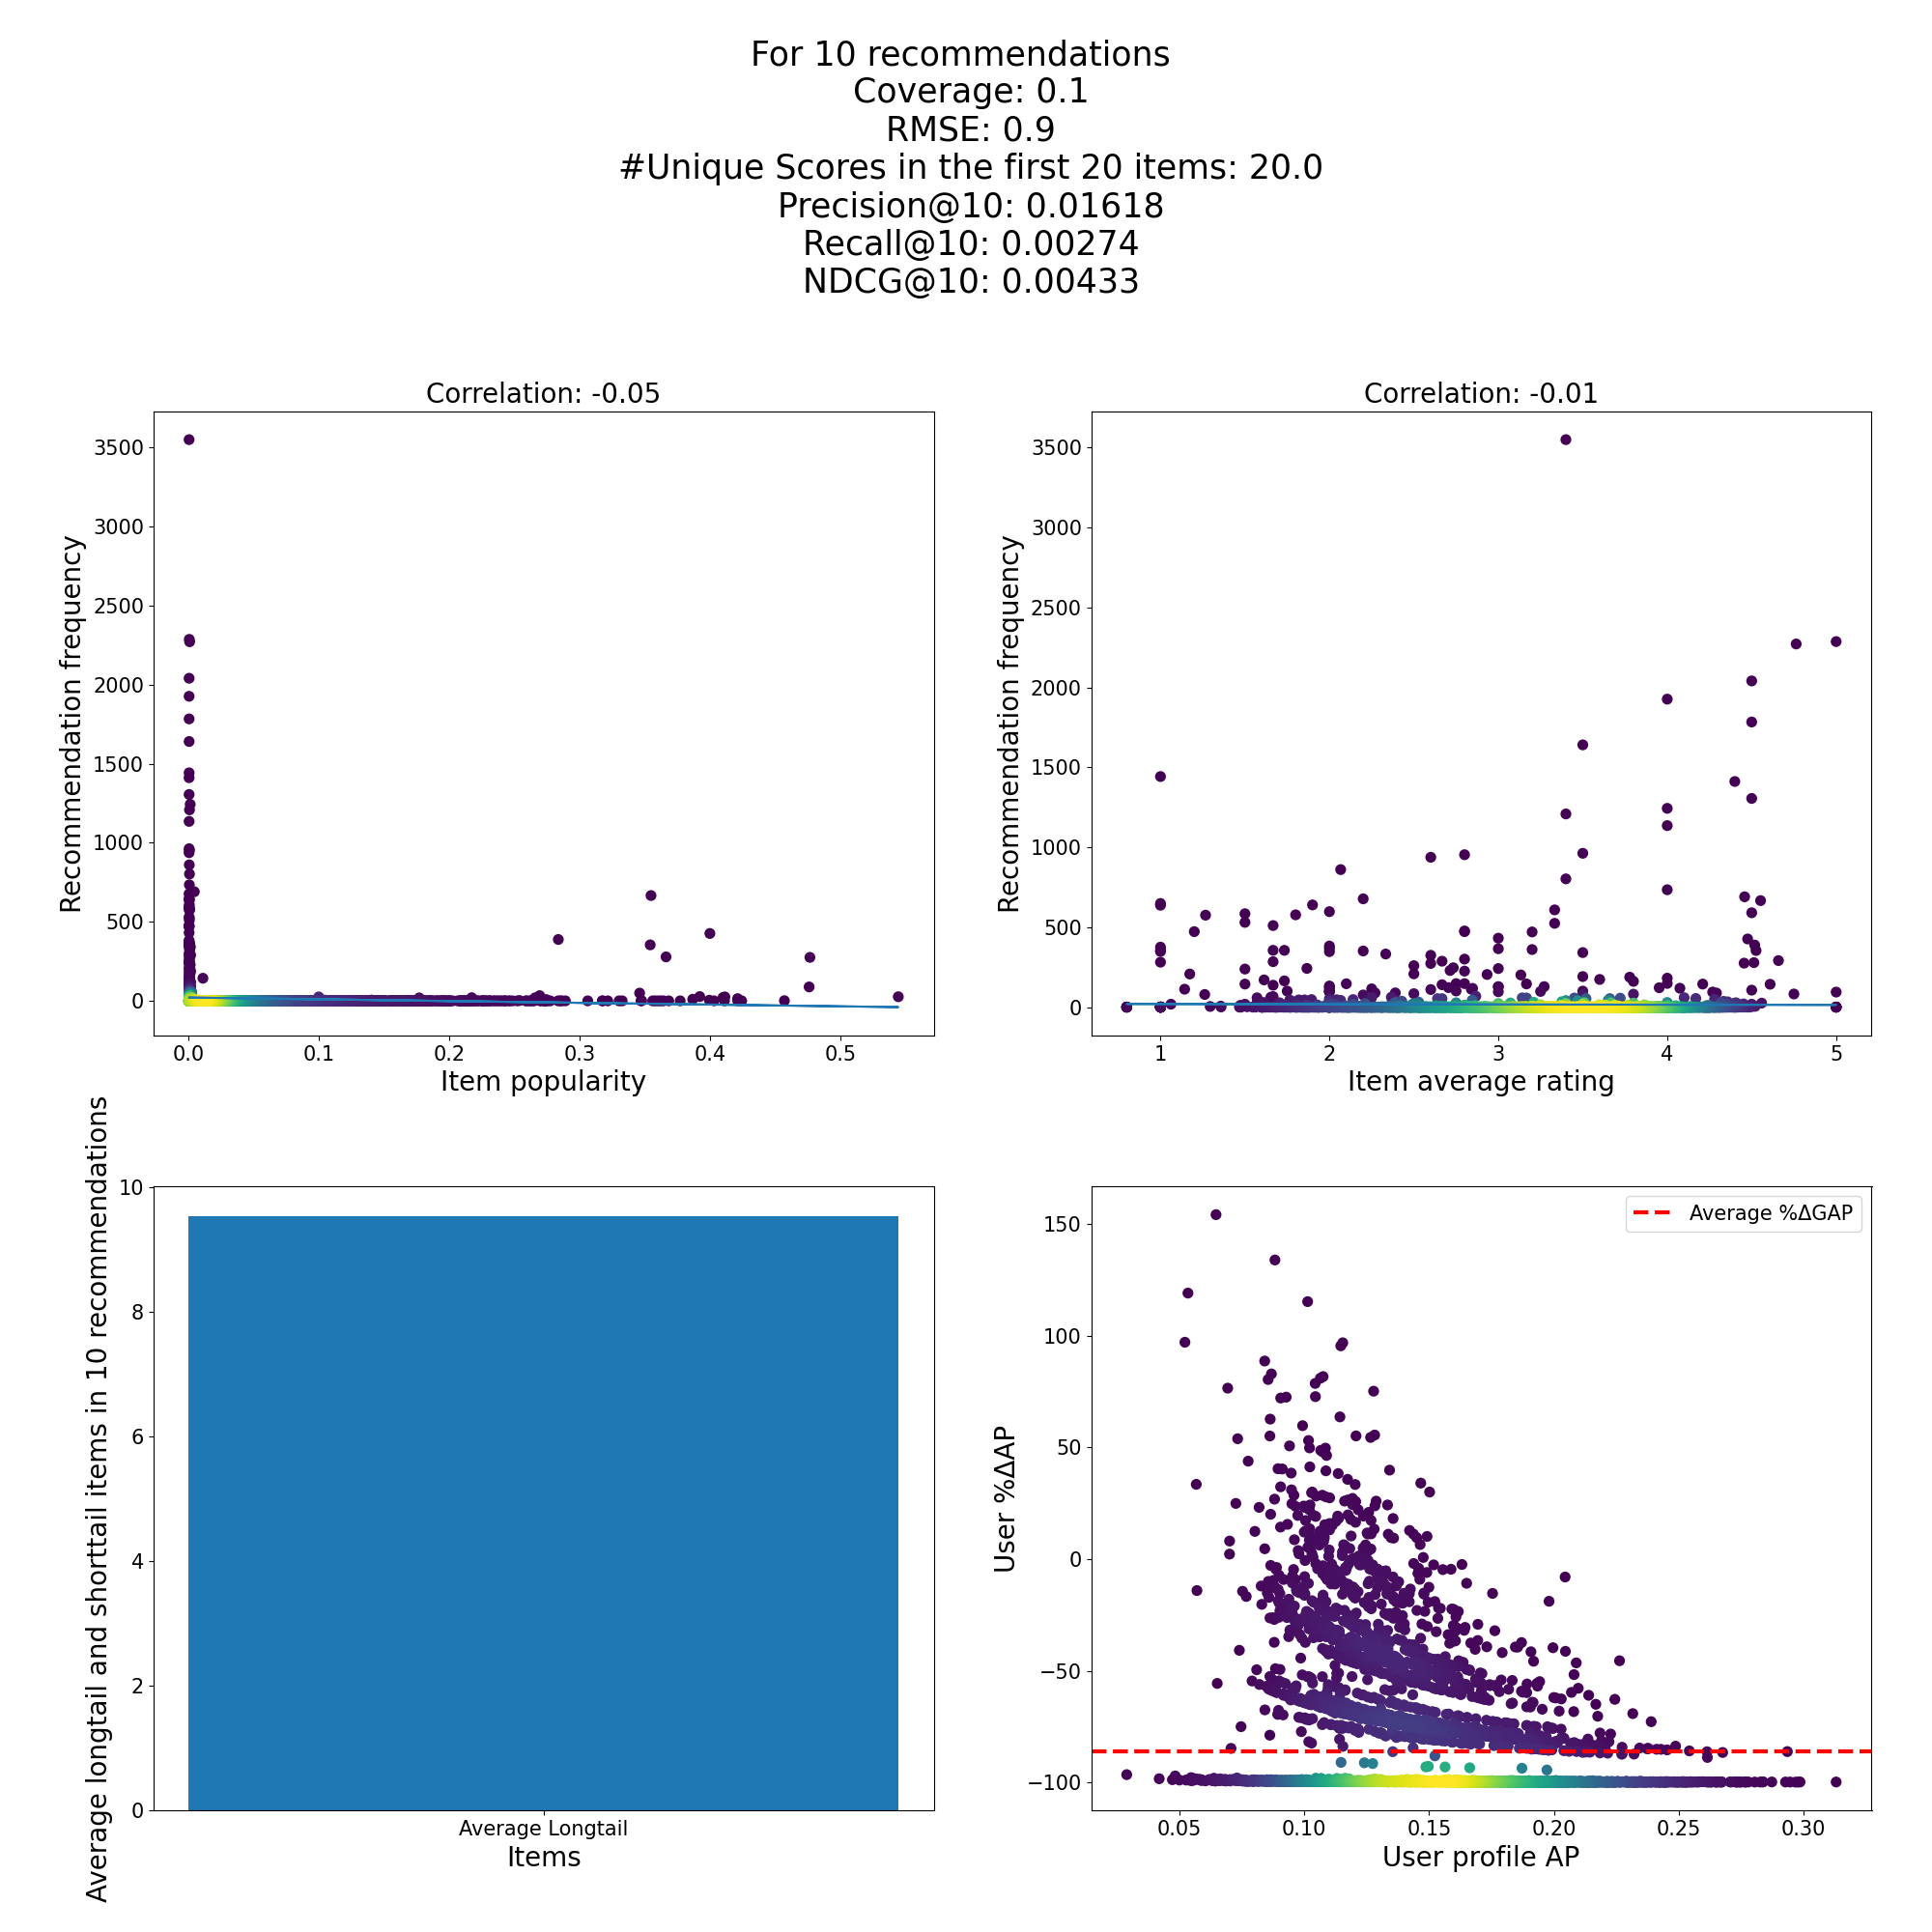 For 10 recommendations
Coverage: 0.1
RMSE: 0.9
#Unique Scores in the first 20 items: 20.0
Precision@10: 0.01618
Recall@10: 0.00274
NDCG@10: 0.00433
Correlation: -0.05
3500
3000
2500
2000
1500
1000
500
0
Recommendation frequency
0.0 0.1 0.2 0.3 0.4 0.5
Item popularity
Correlation: -0.01
3500
3000
2500
2000
1500
1000
500
0
Recommendation frequency
1 2 3 4 5
Item average rating
10
8
6
4
2
0
Average longtail and shorttail items in 10 recommendations
Average Longtail
Items
Average %ΔGAP
150
100
50
0
−50
−100
User %ΔAP
0.05 0.10 0.15 0.20 0.25 0.30
User profile AP